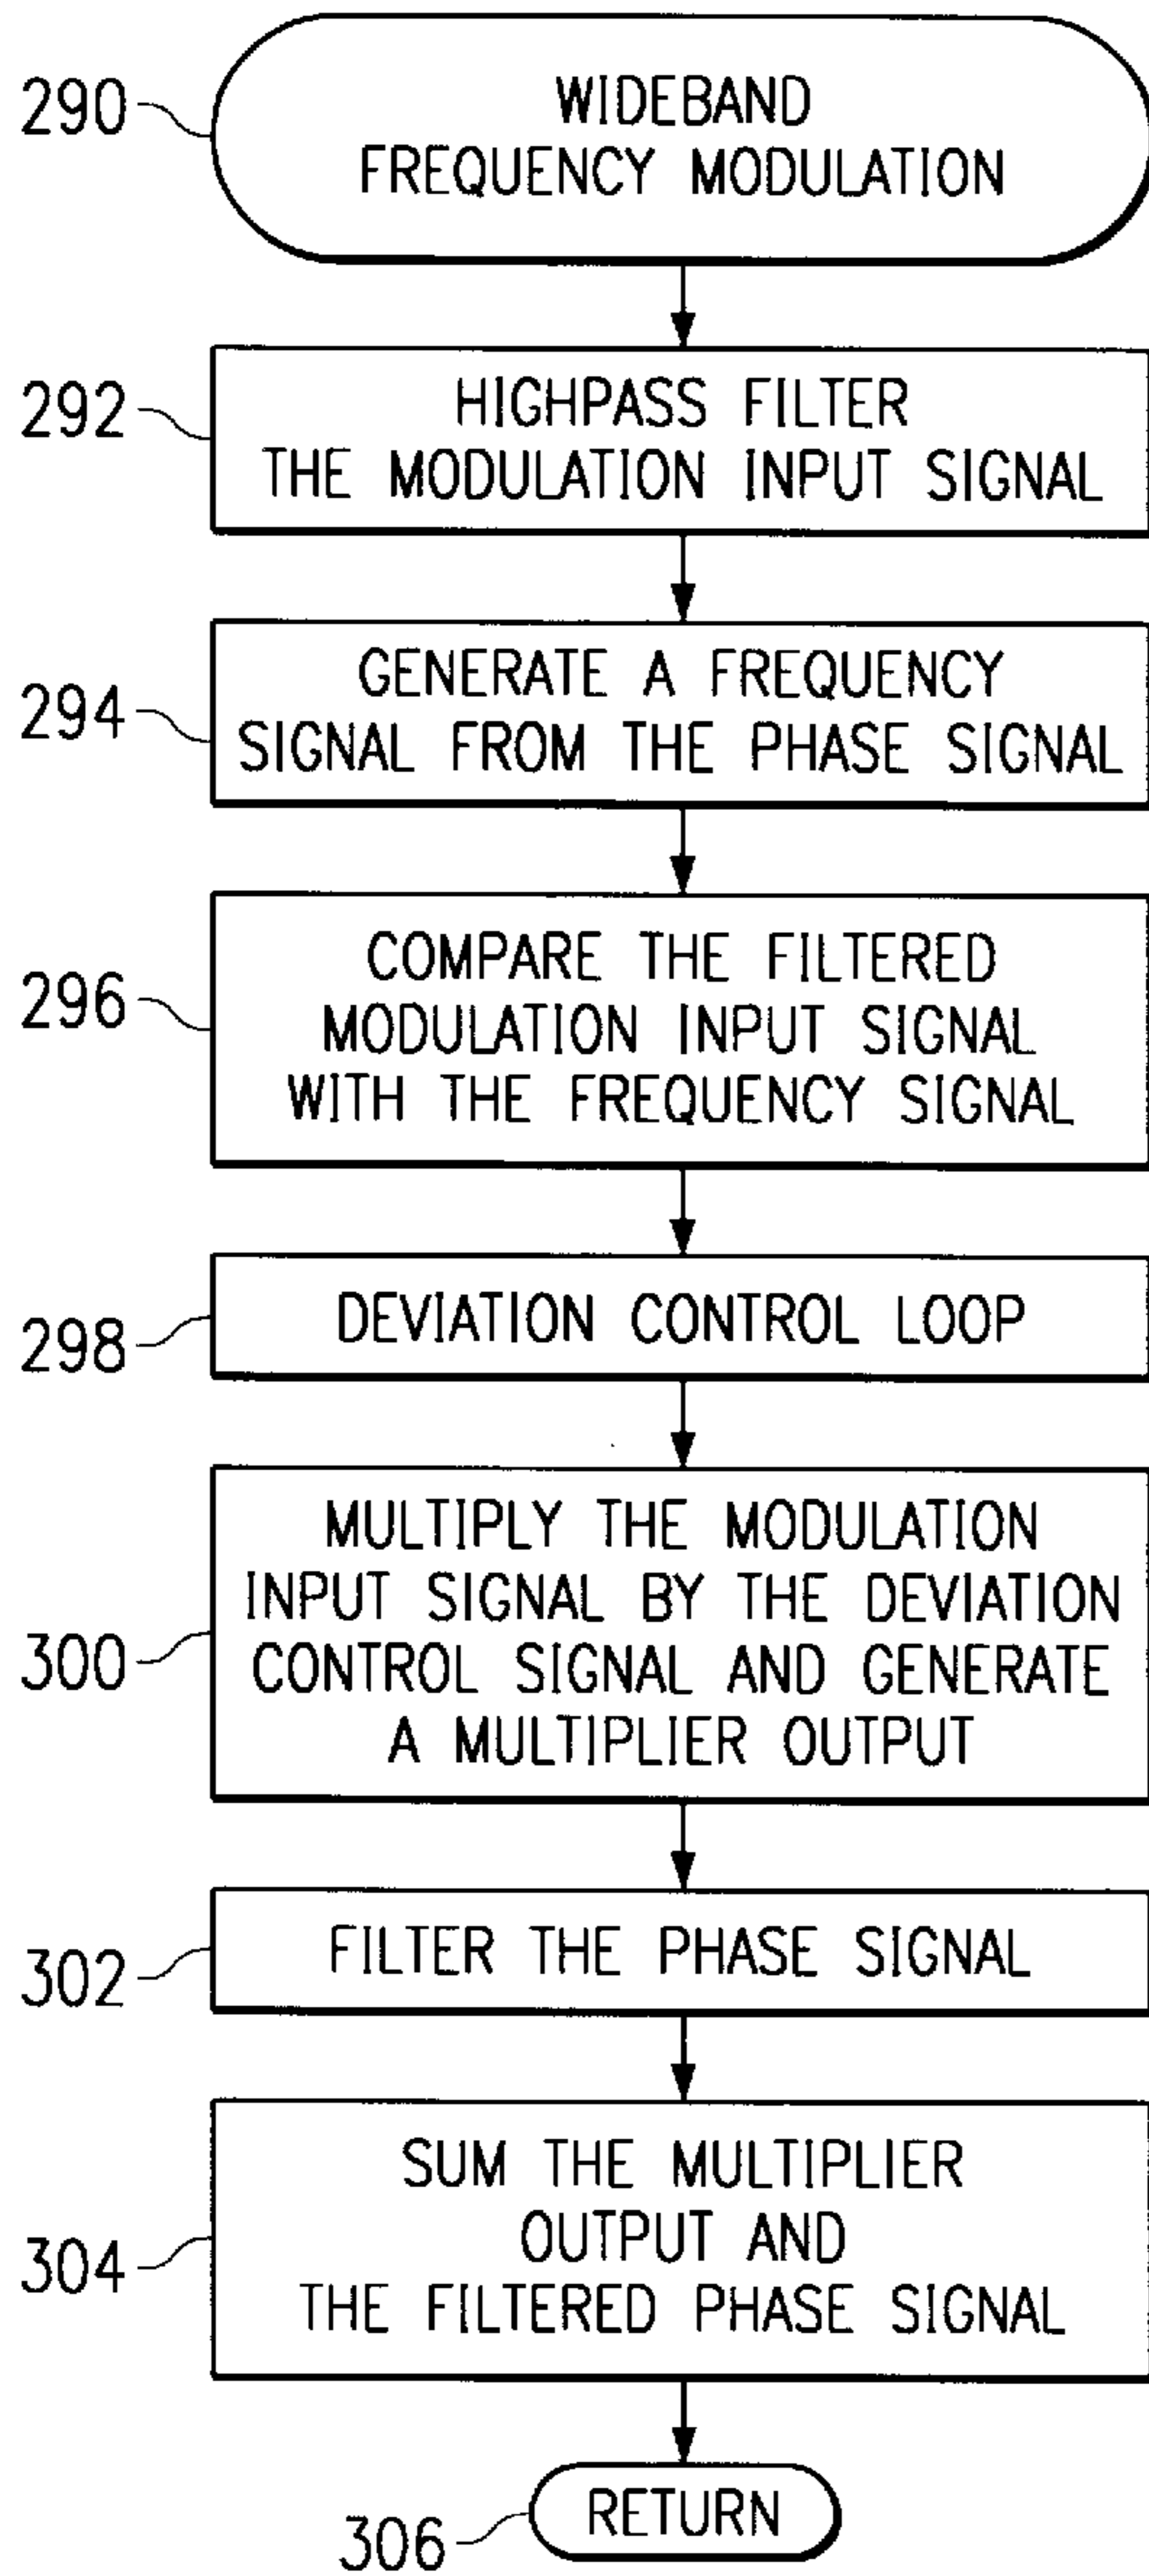 290
WIDEBAND
FREQUENCY MODULATION
292
HIGHPASS FILTER
THE MODULATION INPUT SIGNAL
294
GENERATE A FREQUENCY
SIGNAL FROM THE PHASE SIGNAL
296
COMPARE THE FILTERED
MODULATION INPUT SIGNAL
WITH THE FREQUENCY SIGNAL
298
DEVIATION CONTROL LOOP
300
MULTIPLY THE MODULATION
INPUT SIGNAL BY THE DEVIATION
CONTROL SIGNAL AND GENERATE
A MULTIPLIER OUTPUT
302
FILTER THE PHASE SIGNAL
304
SUM THE MULTIPLIER
OUTPUT AND
THE FILTERED PHASE SIGNAL
306
RETURN